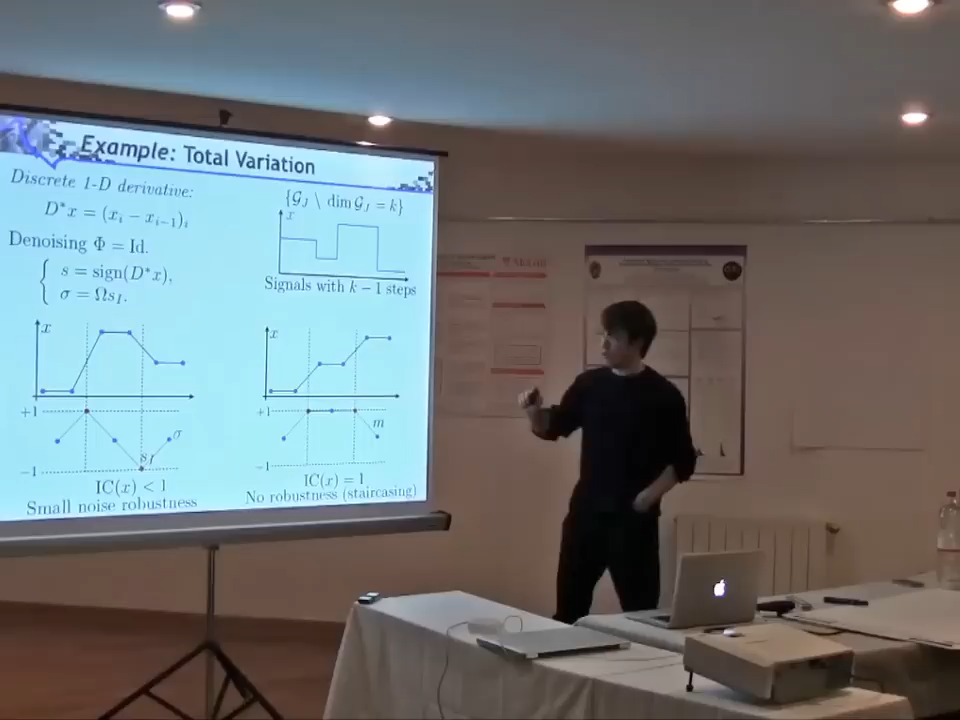 Example: Total Variation
Discrete 1-D derivative:
D*x = (x_i − x_{i−1})_i
Denoising Φ = Id.
{ s = sign(D*x),
σ = Ωs_I.
{𝒢_J \ dim 𝒢_J = k}
x
Signals with k − 1 steps
x
+1
σ
s_I
−1
IC(x) < 1
Small noise robustness
x
+1
m
−1
IC(x) = 1
No robustness (staircasing)